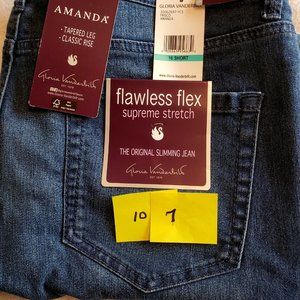 AMANDA®
• TAPERED LEG
• CLASSIC RISE
Gloria Vanderbilt
GLORIA VANDERBILT
AMANDA
www.Gloria-Vanderbilt.com
16 SHORT
flawless flex
supreme stretch
THE ORIGINAL SLIMMING JEAN
Gloria Vanderbilt
10
7